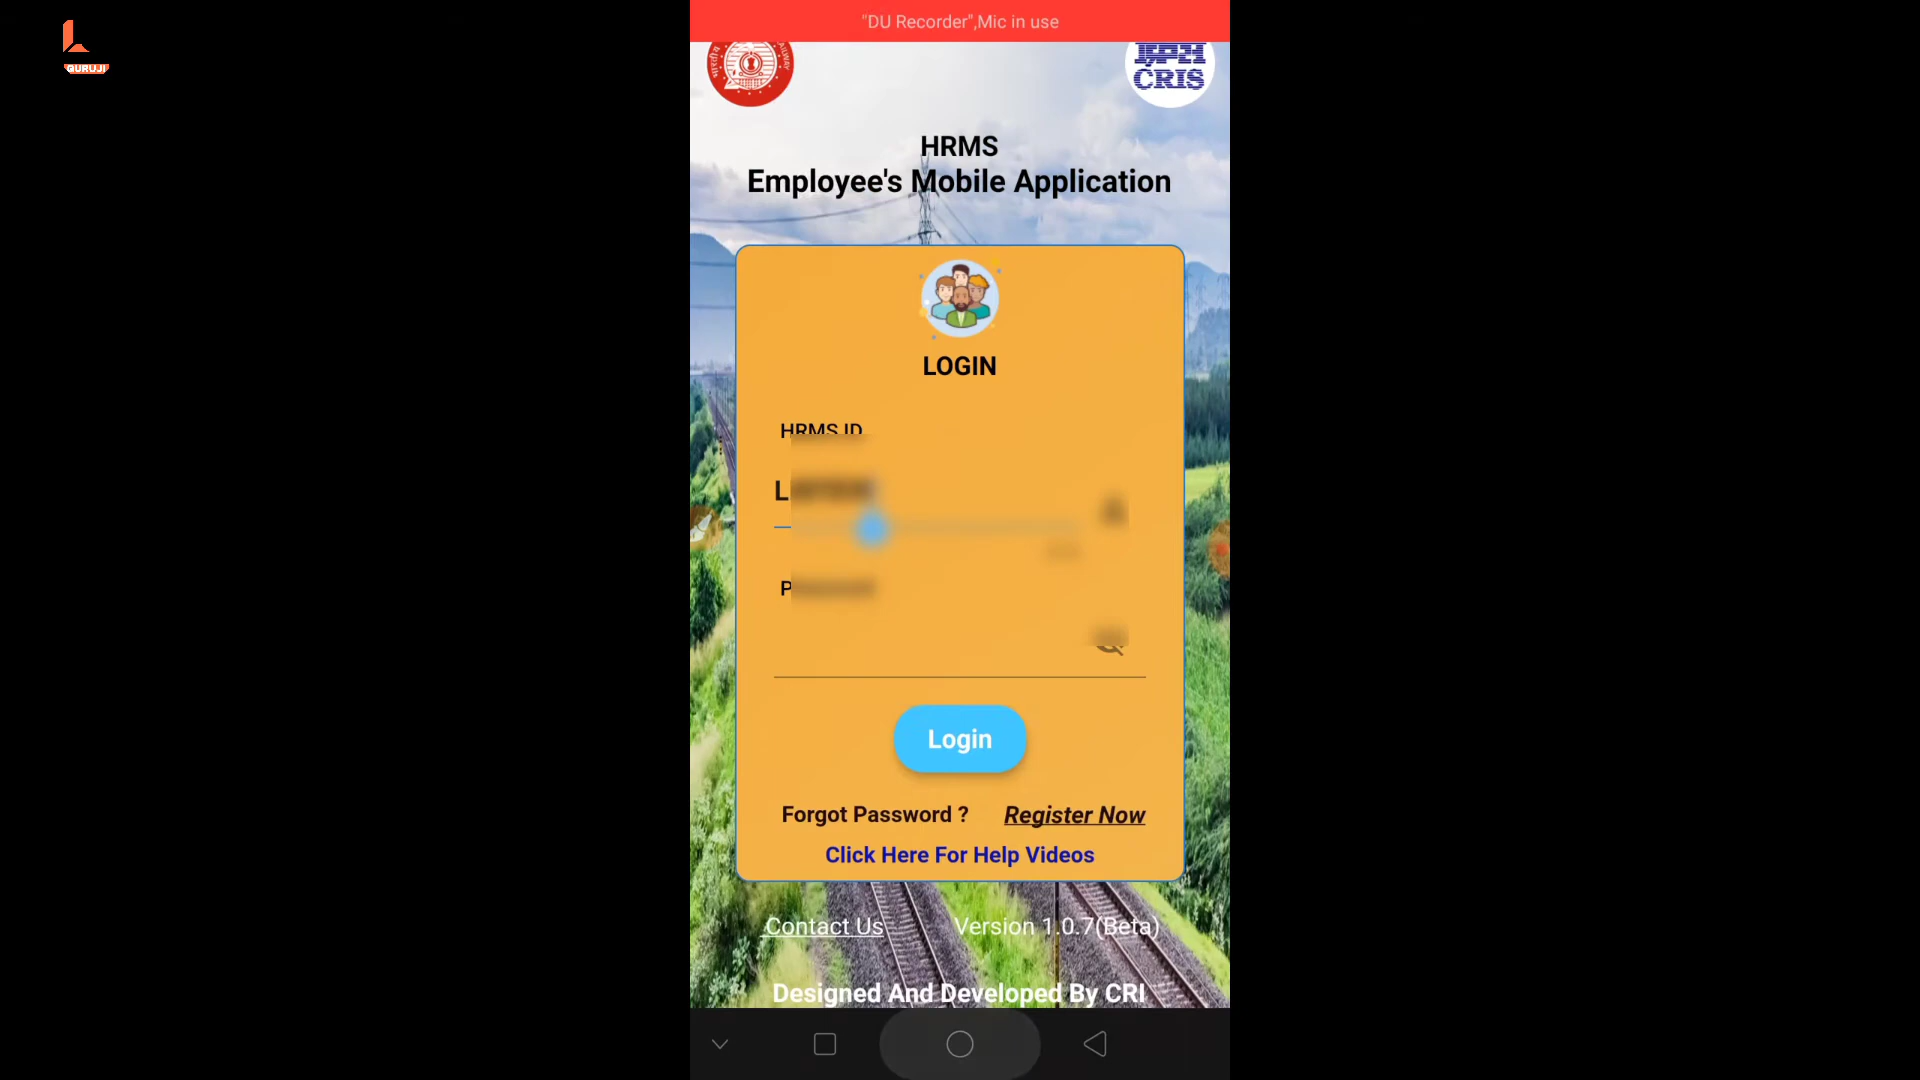 "DU Recorder",Mic in use
GURUJI
CRIS
HRMS
Employee's Mobile Application
LOGIN
HRMS ID
Login
Forgot Password ? Register Now
Click Here For Help Videos
Contact Us Version 1.0.7(Beta)
Designed And Developed By CRI